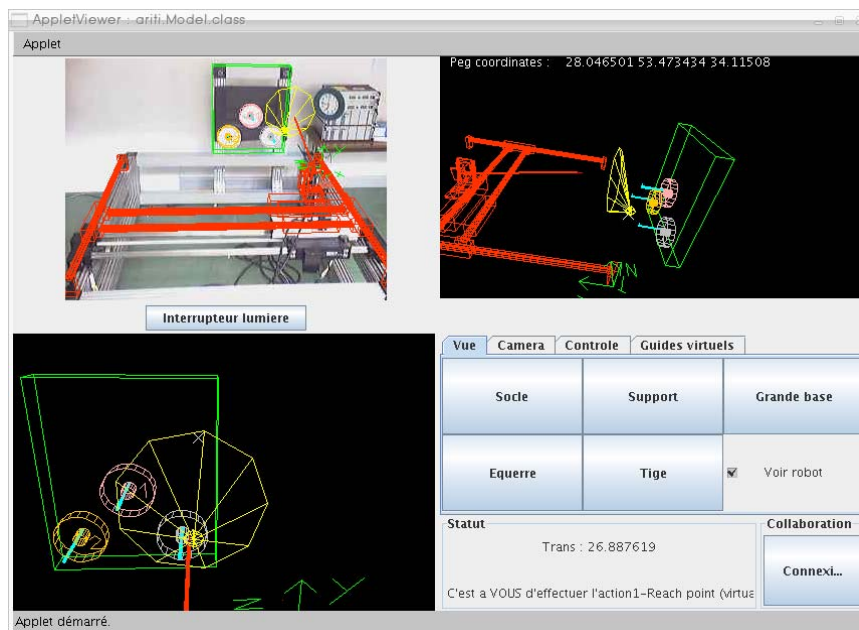 AppletViewer : ariti.Model.class
Applet
Peg coordinates : 28.046501 53.473434 34.11508
Interrupteur lumiere
Vue Camera Controle Guides virtuels
Socle Support Grande base
Equerre Tige Voir robot
Statut
Trans : 26.887619
C'est a VOUS d'effectuer l'action1-Reach point (virtua
Collaboration
Connexi...
1
2
Y
Applet démarré.